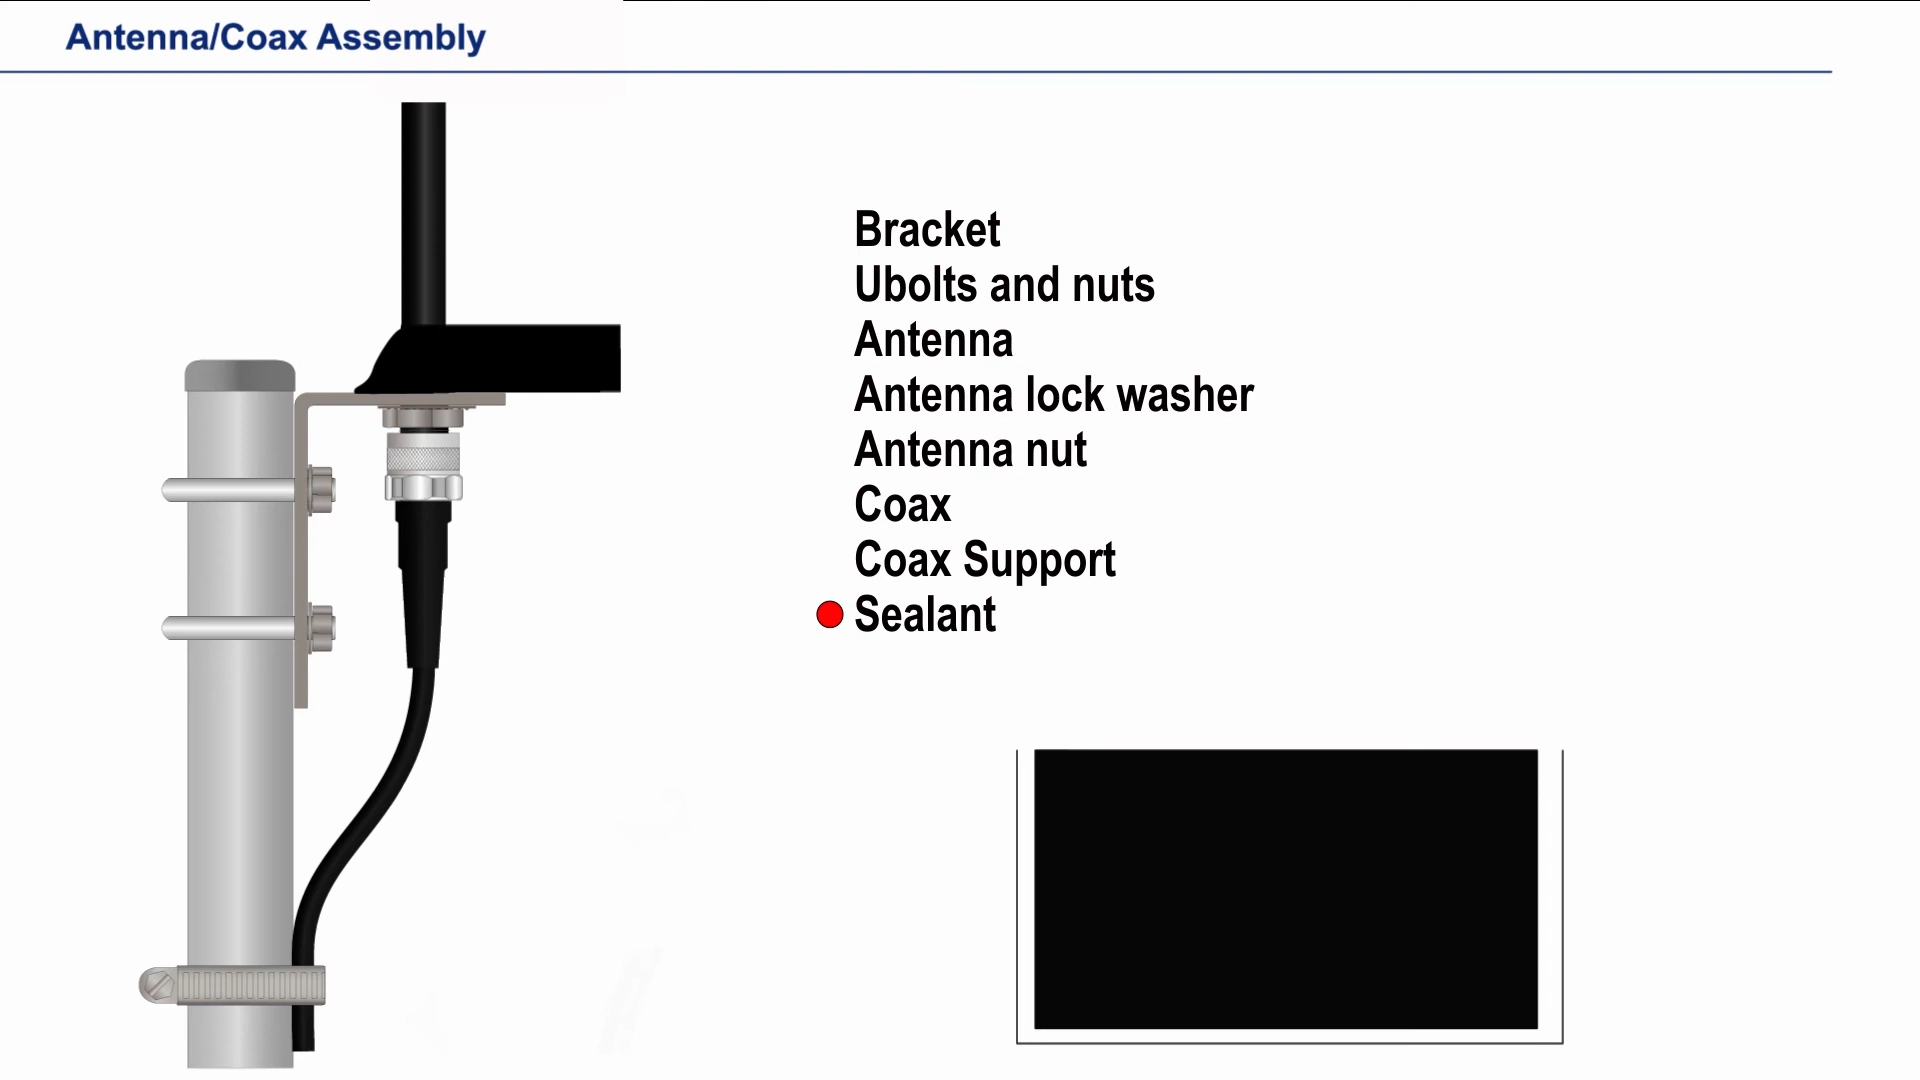 Antenna/Coax Assembly
Bracket
Ubolts and nuts
Antenna
Antenna lock washer
Antenna nut
Coax
Coax Support
Sealant